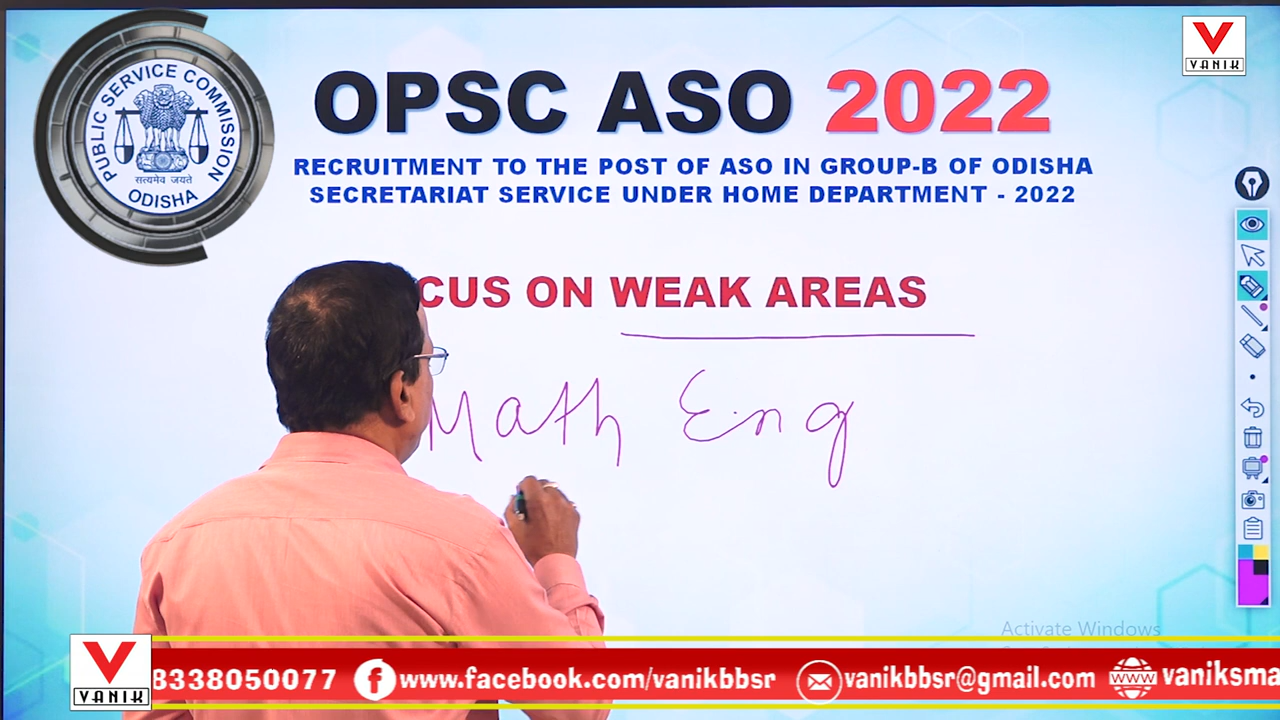 PUBLIC SERVICE COMMISSION
सत्यमेव जयते
ODISHA
OPSC ASO 2022
RECRUITMENT TO THE POST OF ASO IN GROUP-B OF ODISHA
SECRETARIAT SERVICE UNDER HOME DEPARTMENT - 2022
V
VANIK
CUS ON WEAK AREAS
Math Eng
Activate Windows
V
VANIK
8338050077 www.facebook.com/vanikbbsr vanikbbsr@gmail.com vaniksma